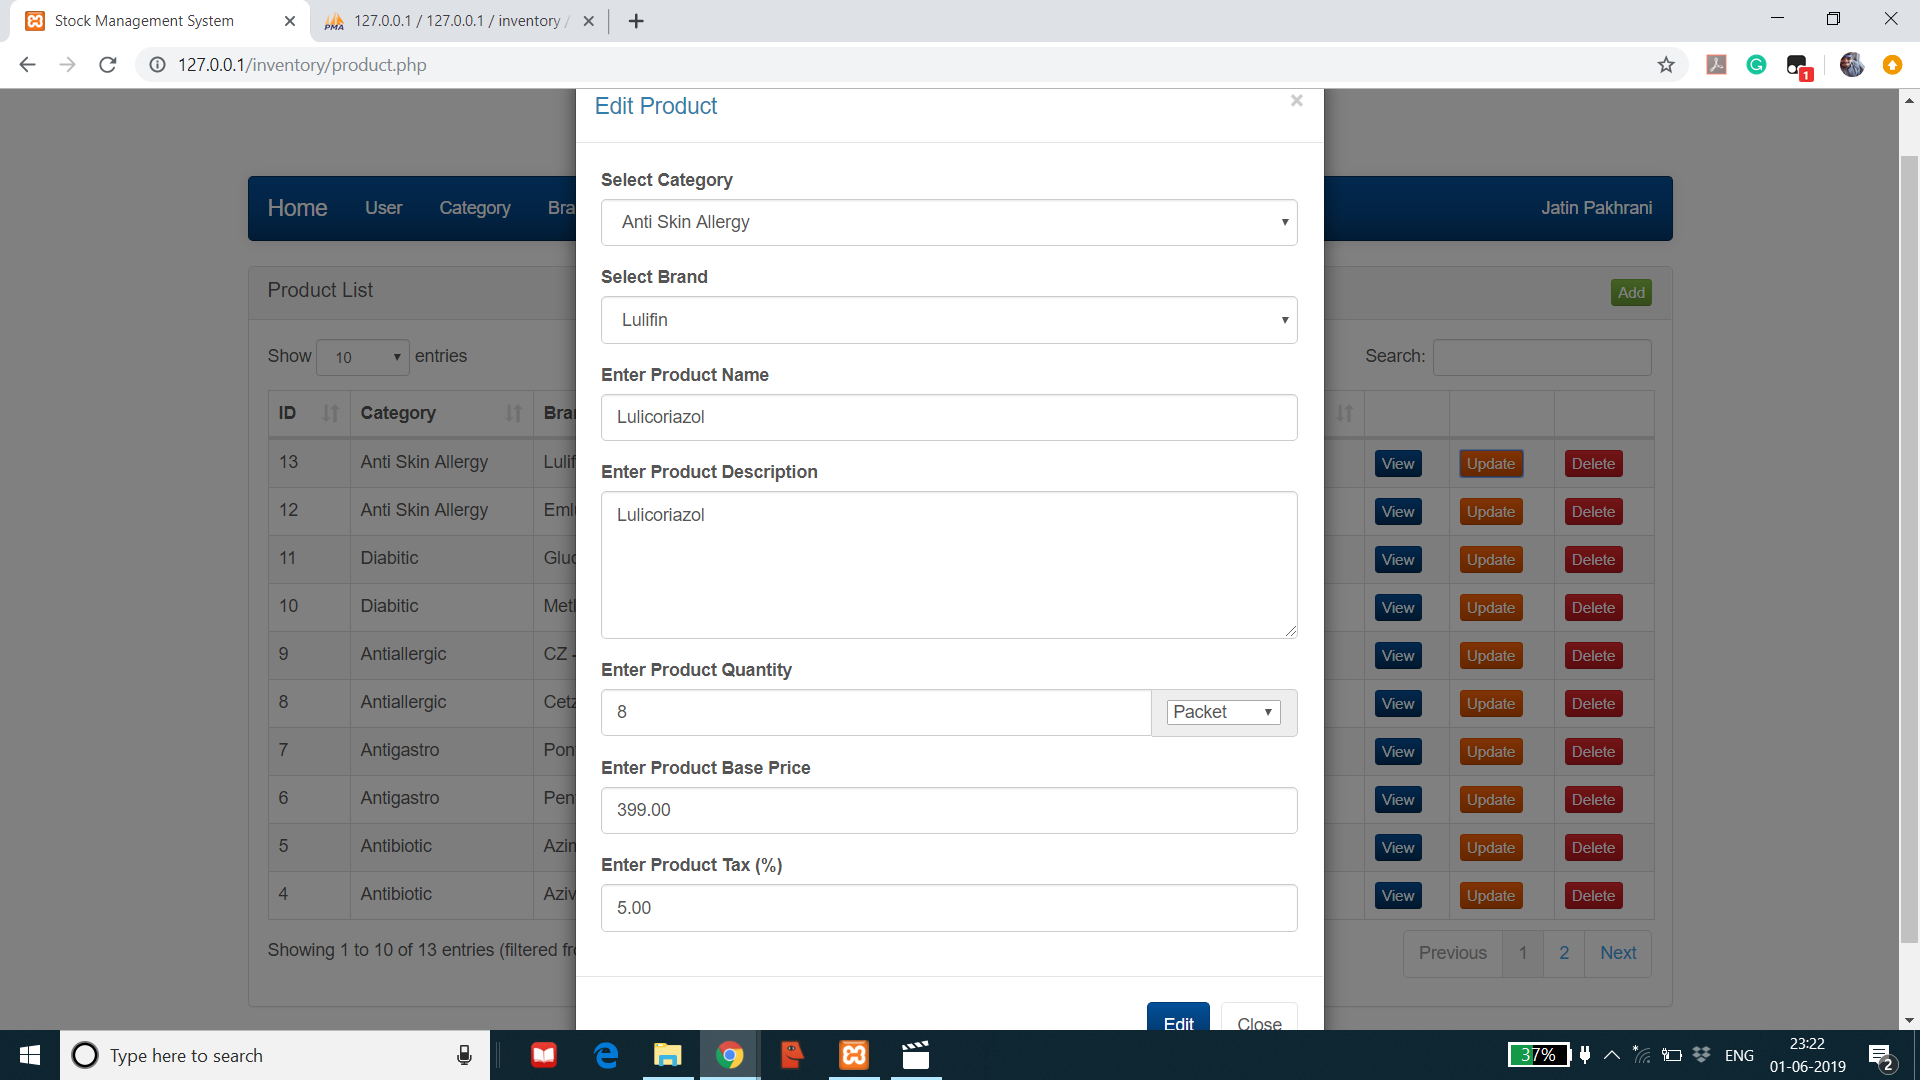 Stock Management System
127.0.0.1 / 127.0.0.1 / inventory /
127.0.0.1/inventory/product.php
1
Edit Product
×
Home User Category Bra
Jatin Pakhrani
Select Category
Anti Skin Allergy
Select Brand
Lulifin
Enter Product Name
Lulicoriazol
Enter Product Description
Lulicoriazol
Enter Product Quantity
8 Packet
Enter Product Base Price
399.00
Enter Product Tax (%)
5.00
Edit Close
Product List Add
Show 10 entries Search:
ID Category Bra
13 Anti Skin Allergy Lulif View Update Delete
12 Anti Skin Allergy Eml View Update Delete
11 Diabitic Gluc View Update Delete
10 Diabitic Met View Update Delete
9 Antiallergic CZ - View Update Delete
8 Antiallergic Cetz View Update Delete
7 Antigastro Pon View Update Delete
6 Antigastro Pen View Update Delete
5 Antibiotic Azin View Update Delete
4 Antibiotic Aziv View Update Delete
Showing 1 to 10 of 13 entries (filtered fr
Previous 1 2 Next
Type here to search
37%
ENG
23:22
01-06-2019
2
PMA